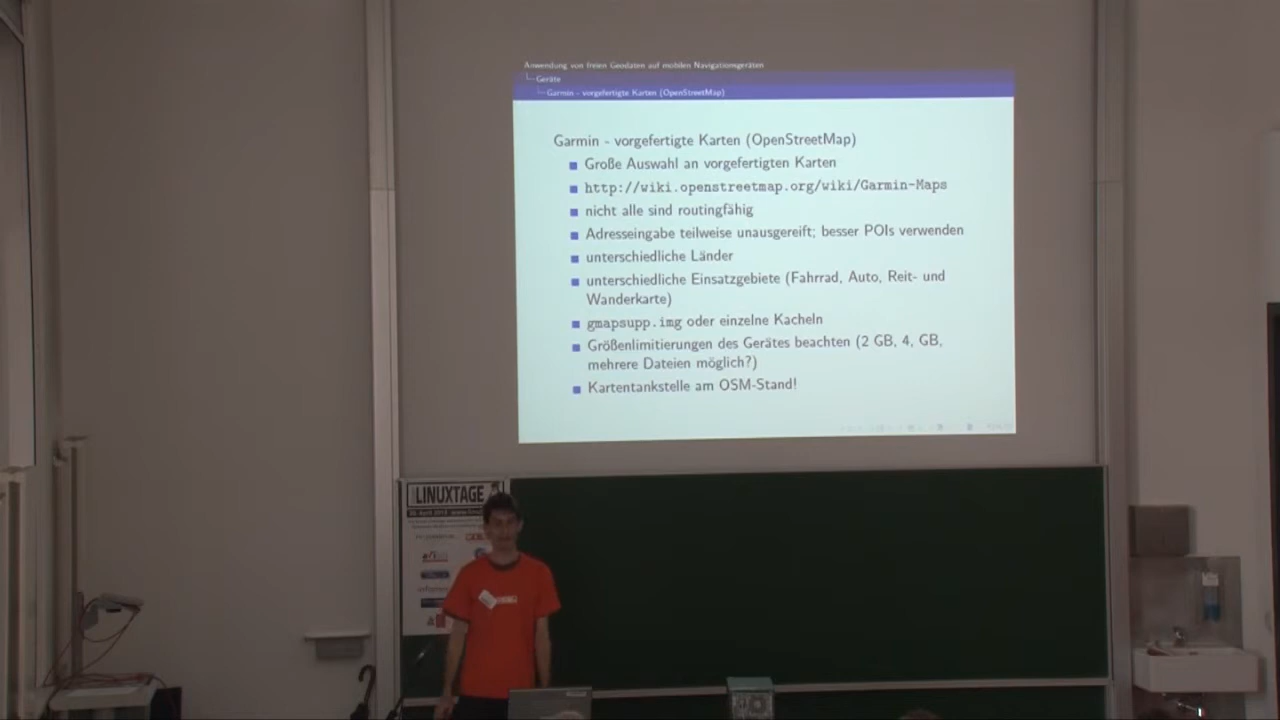 Anwendung von freien Geodaten auf mobilen Navigationsgeräten
Geräte
Garmin - vorgefertigte Karten (OpenStreetMap)
Garmin - vorgefertigte Karten (OpenStreetMap)
Große Auswahl an vorgefertigten Karten
http://wiki.openstreetmap.org/wiki/Garmin-Maps
nicht alle sind routingfähig
Adresseingabe teilweise unausgereift; besser POIs verwenden
unterschiedliche Länder
unterschiedliche Einsatzgebiete (Fahrrad, Auto, Reit- und
Wanderkarte)
gmapsupp.img oder einzelne Kacheln
Größenlimitierungen des Gerätes beachten (2 GB, 4, GB,
mehrere Dateien möglich?)
Kartentankstelle am OSM-Stand!
LINUXTAGE